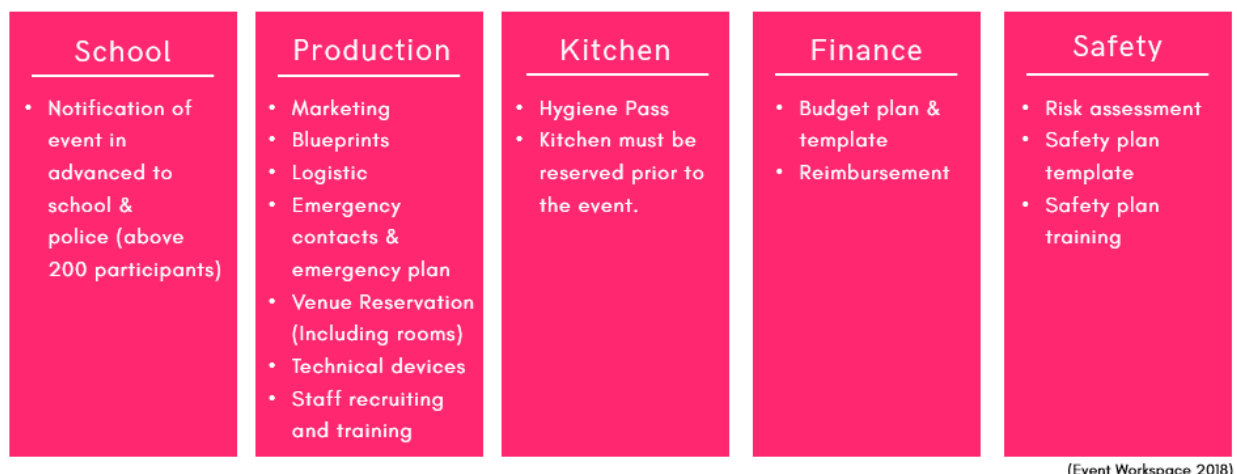 School
• Notification of
event in
advanced to
school &
police (above
200 participants)
Production
• Marketing
• Blueprints
• Logistic
• Emergency
contacts &
emergency plan
• Venue Reservation
(Including rooms)
• Technical devices
• Staff recruiting
and training
Kitchen
• Hygiene Pass
• Kitchen must be
reserved prior to
the event.
Finance
• Budget plan &
template
• Reimbursement
Safety
• Risk assessment
• Safety plan
template
• Safety plan
training
(Event Workspace 2018)